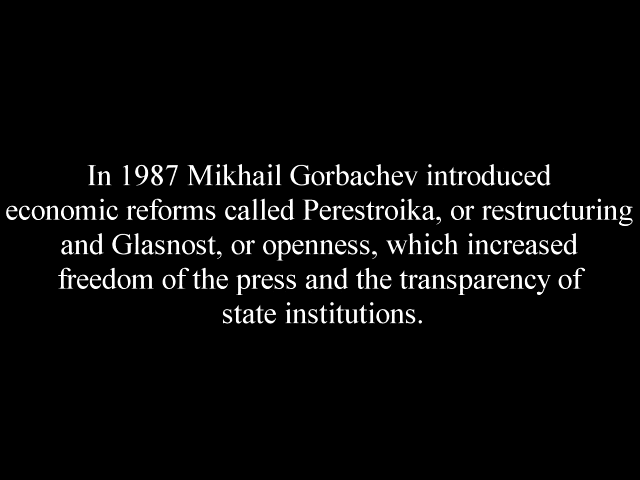 In 1987 Mikhail Gorbachev introduced
economic reforms called Perestroika, or restructuring
and Glasnost, or openness, which increased
freedom of the press and the transparency of
state institutions.